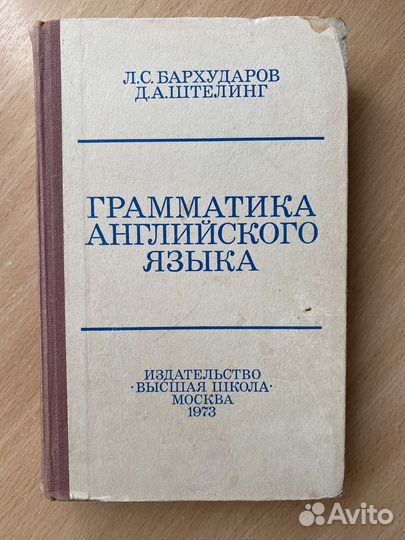 Л.С. БАРХУДАРОВ
Д.А.ШТЕЛИНГ
ГРАММАТИКА
АНГЛИЙСКОГО
ЯЗЫКА
ИЗДАТЕЛЬСТВО
·ВЫСШАЯ ШКОЛА·
МОСКВА
1973
Avito